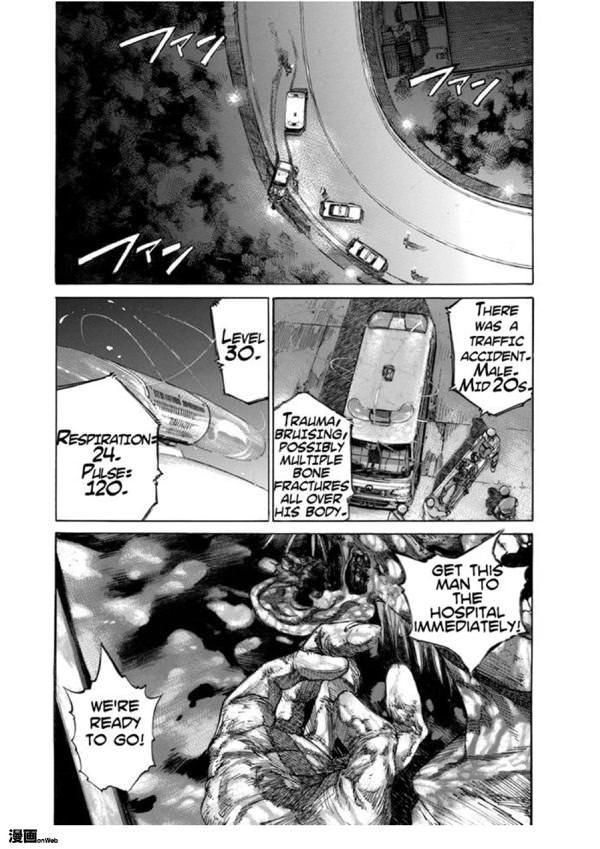 ファン
ファン
ファン
THERE
WAS A
TRAFFIC
ACCIDENT.
MALE.
MID 20S.
TRAUMA,
BRUISING,
POSSIBLY
MULTIPLE
BONE
FRACTURES
ALL OVER
HIS BODY.
LEVEL
30.
RESPIRATION:
24.
PULSE:
120.
GET THIS
MAN TO
THE
HOSPITAL
IMMEDIATELY!
WE'RE
READY
TO GO!
漫画onWeb